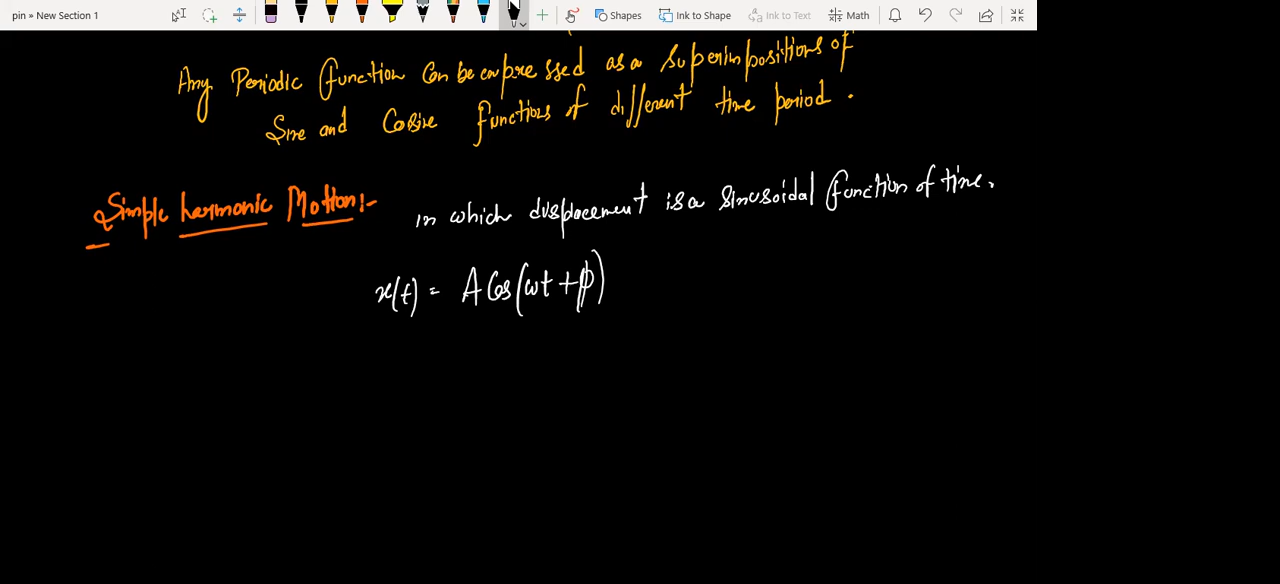 pin » New Section 1
Shapes
Ink to Shape
Ink to Text
Math
Any Periodic function Can be expressed as a Superimpositions of
Sine and Cosine functions of different time period.
Simple harmonic Motion:- in which displacement is a Sinusoidal function of time.
x(t) = A Cos(ωt + φ)